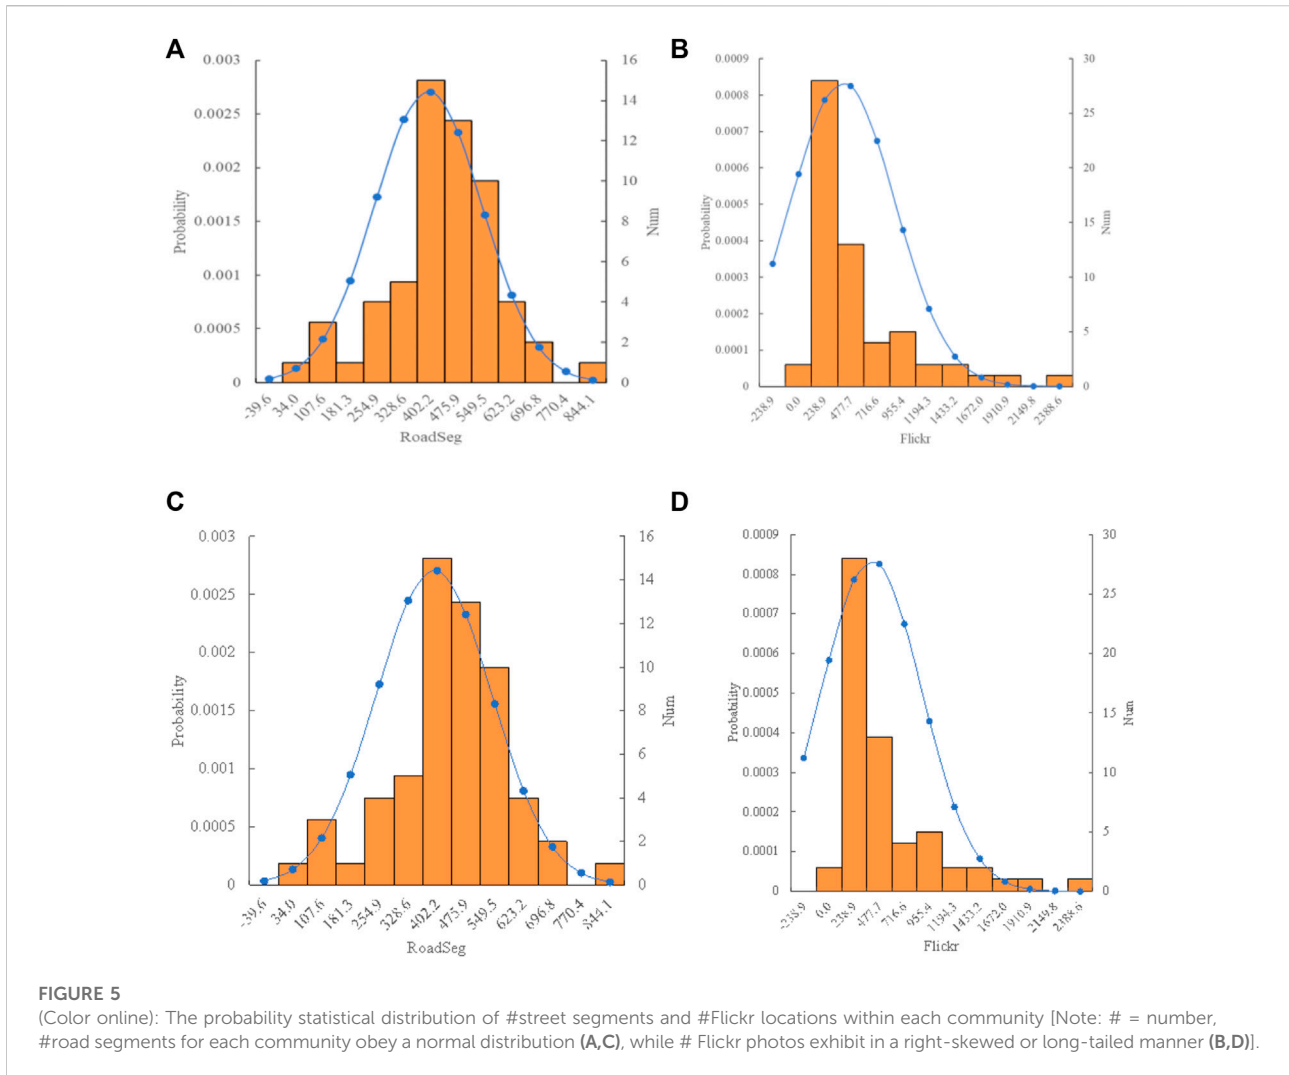 A
0.003
0.0025
0.002
0.0015
0.001
0.0005
0
Probability
16
14
12
10
8
6
4
2
0
Num
-39.6 34.0 107.6 181.3 254.9 328.6 402.2 475.9 549.5 623.2 696.8 770.4 844.1
RoadSeg
B
0.0009
0.0008
0.0007
0.0006
0.0005
0.0004
0.0003
0.0002
0.0001
0
Probability
30
25
20
15
10
5
0
Num
-238.9 0.0 238.9 477.7 716.6 955.4 1194.3 1433.2 1672.0 1910.9 2149.8 2388.6
Flickr
C
0.003
0.0025
0.002
0.0015
0.001
0.0005
0
Probability
16
14
12
10
8
6
4
2
0
Num
-39.6 34.0 107.6 181.3 254.9 328.6 402.2 475.9 549.5 623.2 696.8 770.4 844.1
RoadSeg
D
0.0009
0.0008
0.0007
0.0006
0.0005
0.0004
0.0003
0.0002
0.0001
0
Probability
30
25
20
15
10
5
0
Num
-238.9 0.0 238.9 477.7 716.6 955.4 1194.3 1433.2 1672.0 1910.9 2149.8 2388.6
Flickr
FIGURE 5
(Color online): The probability statistical distribution of #street segments and #Flickr locations within each community [Note: # = number,
#road segments for each community obey a normal distribution (A,C), while # Flickr photos exhibit in a right-skewed or long-tailed manner (B,D)].